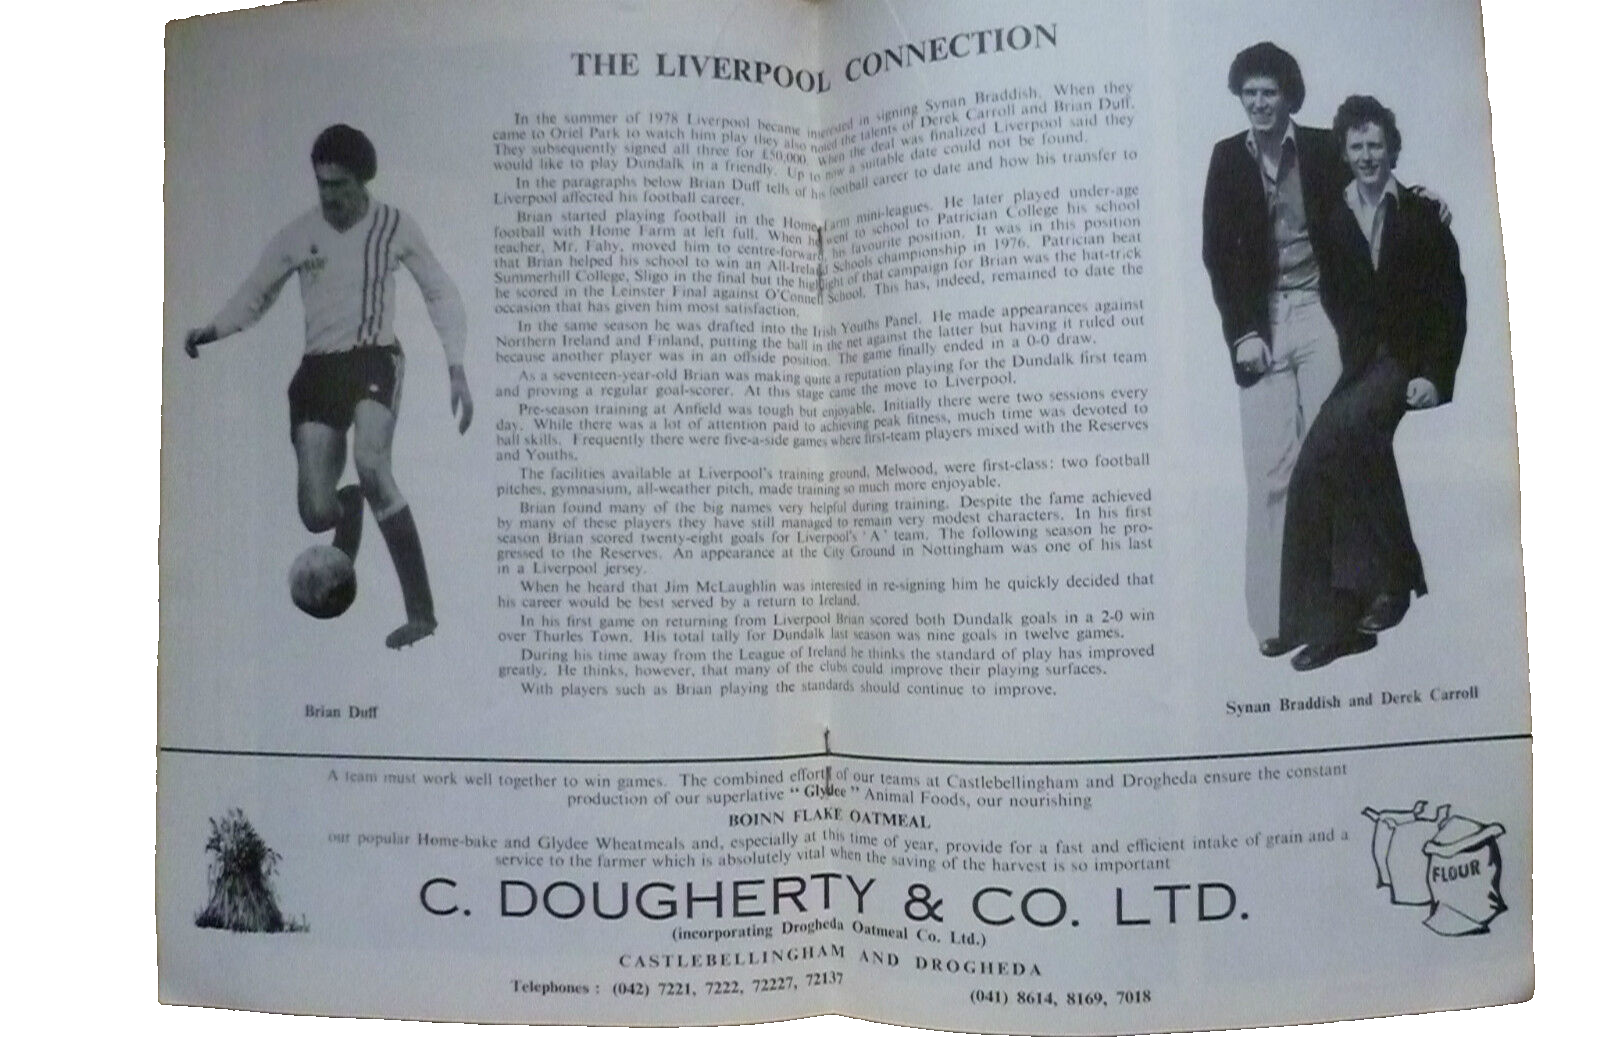 THE LIVERPOOL CONNECTION
In the summer of 1978 Liverpool became interested in signing Synan Braddish. When they
came to Oriel Park to watch him play they also noted the talents of Derek Carroll and Brian Duff.
They subsequently signed all three for £50,000. When the deal was finalized Liverpool said they
would like to play Dundalk in a friendly. Up to now a suitable date could not be found.
In the paragraphs below Brian Duff tells of his football career to date and how his transfer to
Liverpool affected his football career.
Brian started playing football in the Home Farm mini-leagues. He later played under-age
football with Home Farm at left full. When he went to school to Patrician College his school
teacher, Mr. Fahy, moved him to centre-forward, his favourite position. It was in this position
that Brian helped his school to win an All-Ireland Schools championship in 1976. Patrician beat
Summerhill College, Sligo in the final but the highlight of that campaign for Brian was the hat-trick
he scored in the Leinster Final against O'Connell School. This has, indeed, remained to date the
occasion that has given him most satisfaction.
In the same season he was drafted into the Irish Youths Panel. He made appearances against
Northern Ireland and Finland, putting the ball in the net against the latter but having it ruled out
because another player was in an offside position. The game finally ended in a 0-0 draw.
As a seventeen-year-old Brian was making quite a reputation playing for the Dundalk first team
and proving a regular goal-scorer. At this stage came the move to Liverpool.
Pre-season training at Anfield was tough but enjoyable. Initially there were two sessions every
day. While there was a lot of attention paid to achieving peak fitness, much time was devoted to
ball skills. Frequently there were five-a-side games where first-team players mixed with the Reserves
and Youths.
The facilities available at Liverpool's training ground, Melwood, were first-class: two football
pitches, gymnasium, all-weather pitch, made training so much more enjoyable.
Brian found many of the big names very helpful during training. Despite the fame achieved
by many of these players they have still managed to remain very modest characters. In his first
season Brian scored twenty-eight goals for Liverpool's 'A' team. The following season he pro-
gressed to the Reserves. An appearance at the City Ground in Nottingham was one of his last
in a Liverpool jersey.
When he heard that Jim McLaughlin was interested in re-signing him he quickly decided that
his career would be best served by a return to Ireland.
In his first game on returning from Liverpool Brian scored both Dundalk goals in a 2-0 win
over Thurles Town. His total tally for Dundalk last season was nine goals in twelve games.
During his time away from the League of Ireland he thinks the standard of play has improved
greatly. He thinks, however, that many of the clubs could improve their playing surfaces.
With players such as Brian playing the standards should continue to improve.
Brian Duff
Synan Braddish and Derek Carroll
A team must work well together to win games. The combined efforts of our teams at Castlebellingham and Drogheda ensure the constant
production of our superlative "Glydee" Animal Foods, our nourishing
BOINN FLAKE OATMEAL
our popular Home-bake and Glydee Wheatmeals and, especially at this time of year, provide for a fast and efficient intake of grain and a
service to the farmer which is absolutely vital when the saving of the harvest is so important
FLOUR
C. DOUGHERTY & CO. LTD.
(incorporating Drogheda Oatmeal Co. Ltd.)
CASTLEBELLINGHAM AND DROGHEDA
Telephones : (042) 7221, 7222, 72227, 72137 (041) 8614, 8169, 7018